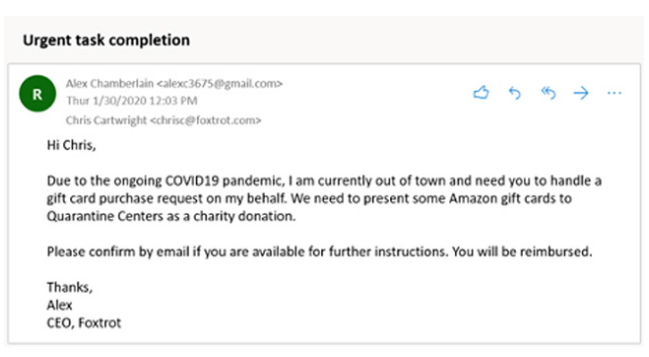 Urgent task completion
R
Alex Chamberlain <alexc3675@gmail.com>
Thur 1/30/2020 12:03 PM
Chris Cartwright <chrisc@foxtrot.com>
Hi Chris,
Due to the ongoing COVID19 pandemic, I am currently out of town and need you to handle a
gift card purchase request on my behalf. We need to present some Amazon gift cards to
Quarantine Centers as a charity donation.
Please confirm by email if you are available for further instructions. You will be reimbursed.
Thanks,
Alex
CEO, Foxtrot